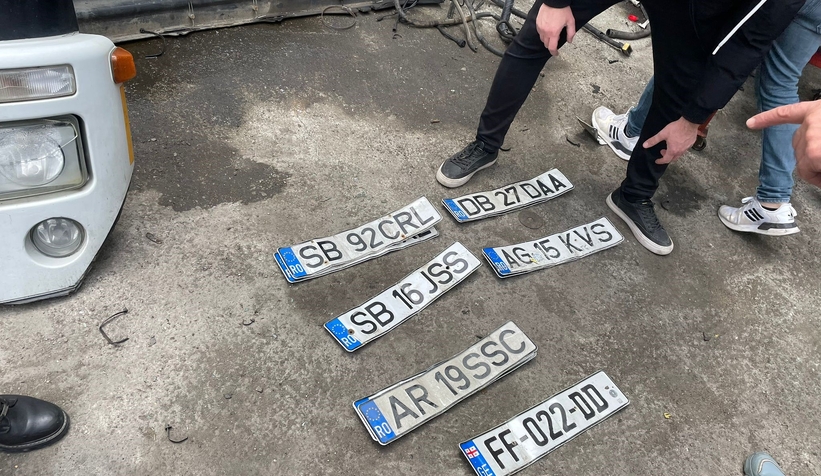 RO DB 27 DAA
RO SB 92 CRL
RO AG 15 KVS
RO SB 16 JSS
RO AR 19 SSC
GE FF-022-DD